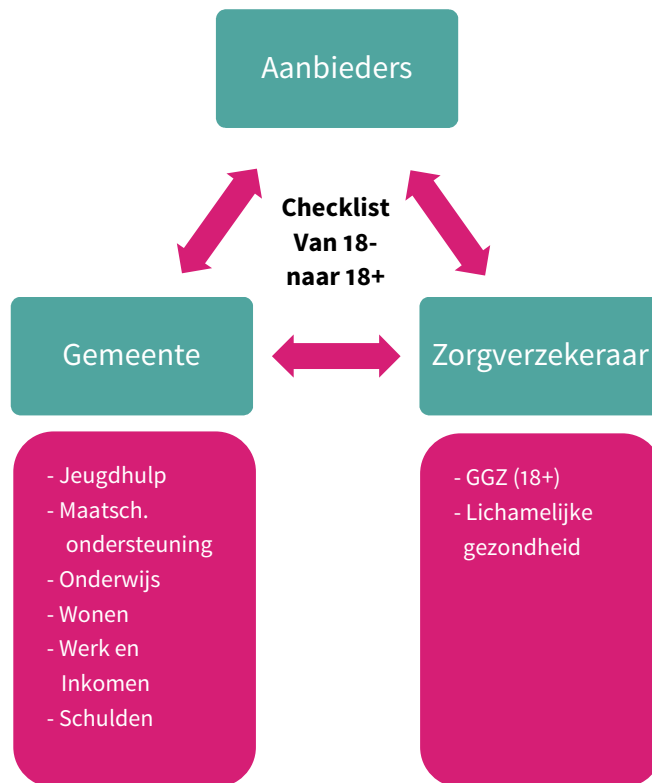 Aanbieders
Checklist
Van 18-
naar 18+
Gemeente
Zorgverzekeraar
- Jeugdhulp
- Maatsch.
ondersteuning
- Onderwijs
- Wonen
- Werk en
Inkomen
- Schulden
- GGZ (18+)
- Lichamelijke
gezondheid